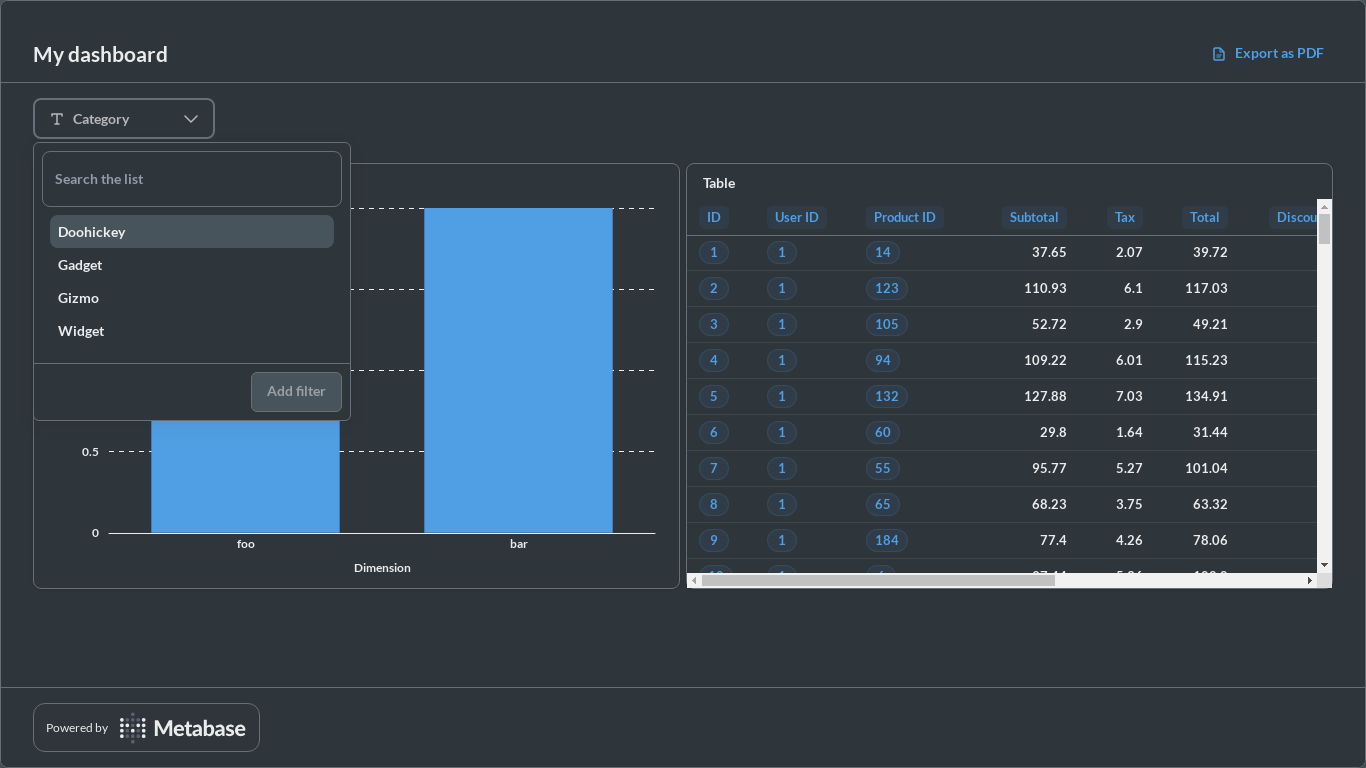 My dashboard
Export as PDF
Category
Search the list
Doohickey
Gadget
Gizmo
Widget
Add filter
0.5
0
foo bar
Dimension
Table
ID User ID Product ID Subtotal Tax Total Discou
1 1 14 37.65 2.07 39.72
2 1 123 110.93 6.1 117.03
3 1 105 52.72 2.9 49.21
4 1 94 109.22 6.01 115.23
5 1 132 127.88 7.03 134.91
6 1 60 29.8 1.64 31.44
7 1 55 95.77 5.27 101.04
8 1 65 68.23 3.75 63.32
9 1 184 77.4 4.26 78.06
Powered by Metabase